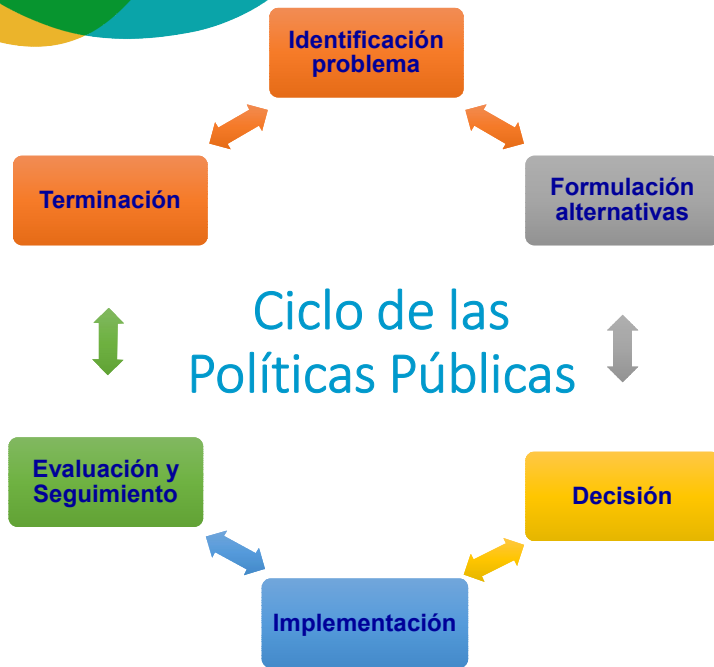 Identificación
problema
Terminación
Formulación
alternativas
Ciclo de las
Políticas Públicas
Evaluación y
Seguimiento
Decisión
Implementación